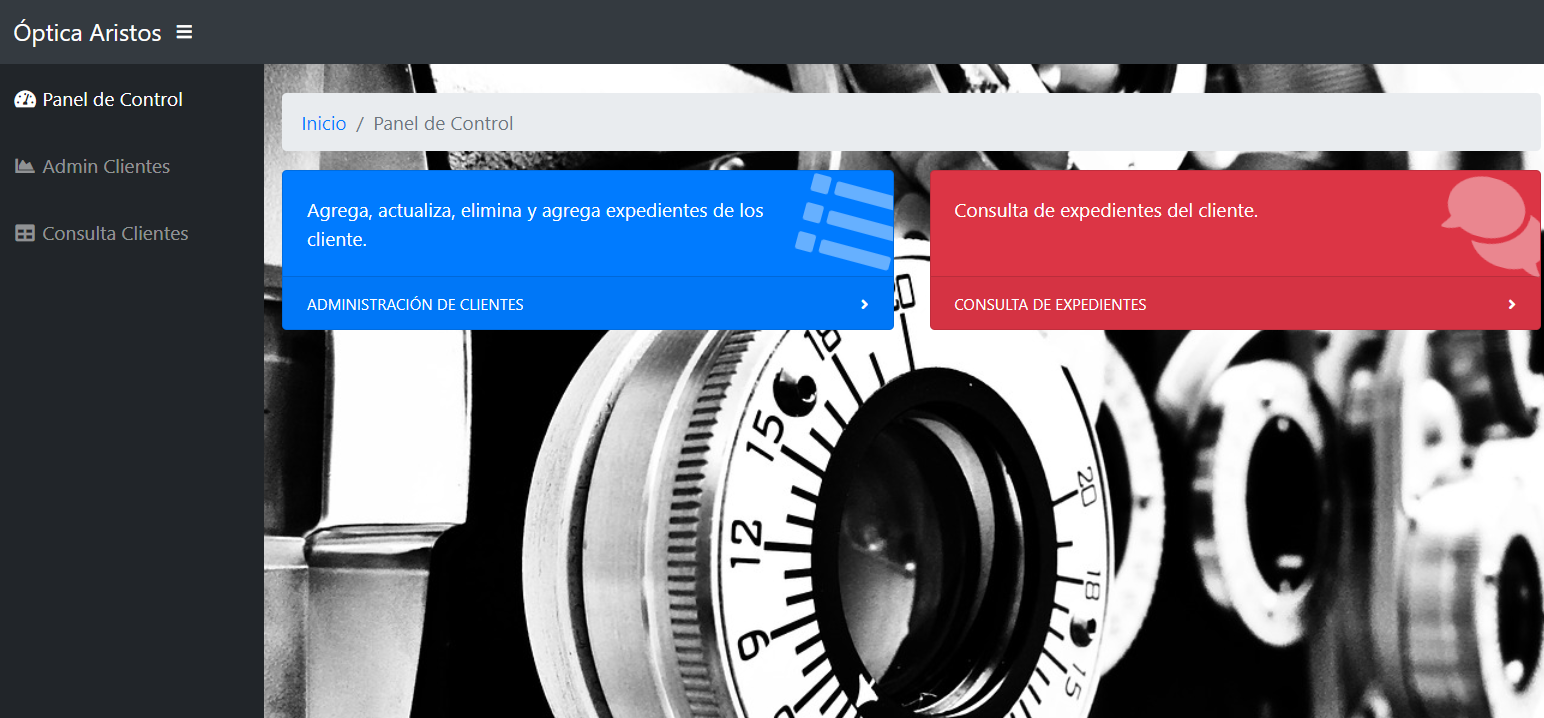 Óptica Aristos
Panel de Control
Admin Clientes
Consulta Clientes
Inicio / Panel de Control
Agrega, actualiza, elimina y agrega expedientes de los
cliente.
ADMINISTRACIÓN DE CLIENTES
Consulta de expedientes del cliente.
CONSULTA DE EXPEDIENTES
20
18
15
12
9
20
18
15